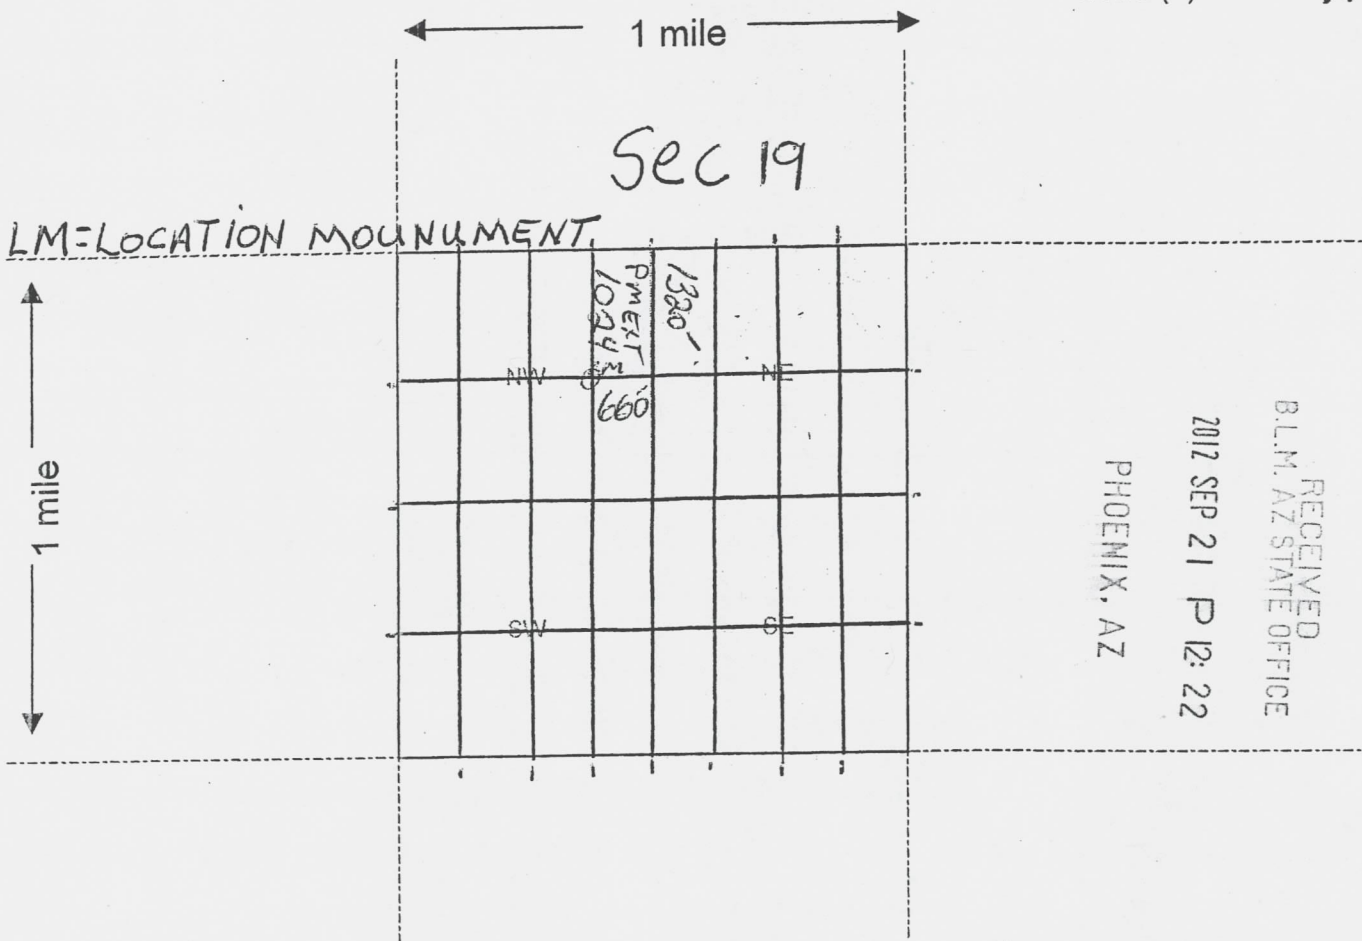 1 mile
Sec 19
LM=LOCATION MOUNUMENT
1320'
PMEXT
1024
660
NW
NE
SW
SE
1 mile
RECEIVED
B.L.M. AZ STATE OFFICE
2012 SEP 21 P 12: 22
PHOENIX, AZ